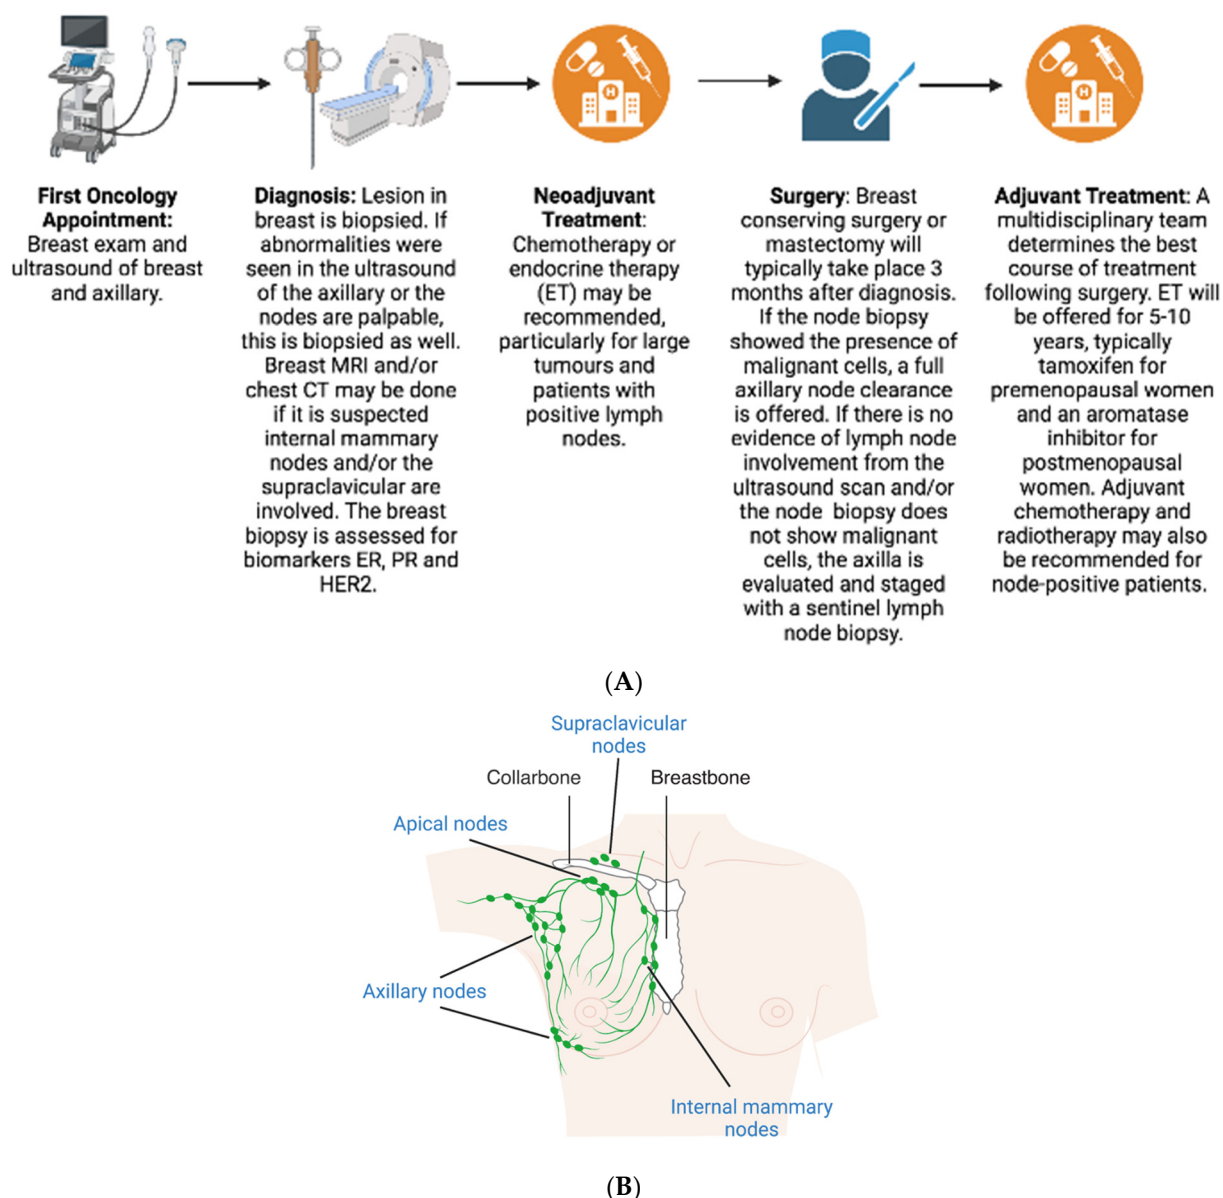 First Oncology
Appointment:
Breast exam and
ultrasound of breast
and axillary.
Diagnosis: Lesion in
breast is biopsied. If
abnormalities were
seen in the ultrasound
of the axillary or the
nodes are palpable,
this is biopsied as well.
Breast MRI and/or
chest CT may be done
if it is suspected
internal mammary
nodes and/or the
supraclavicular are
involved. The breast
biopsy is assessed for
biomarkers ER, PR and
HER2.
Neoadjuvant
Treatment:
Chemotherapy or
endocrine therapy
(ET) may be
recommended,
particularly for large
tumours and
patients with
positive lymph
nodes.
Surgery: Breast
conserving surgery or
mastectomy will
typically take place 3
months after diagnosis.
If the node biopsy
showed the presence of
malignant cells, a full
axillary node clearance
is offered. If there is no
evidence of lymph node
involvement from the
ultrasound scan and/or
the node biopsy does
not show malignant
cells, the axilla is
evaluated and staged
with a sentinel lymph
node biopsy.
Adjuvant Treatment: A
multidisciplinary team
determines the best
course of treatment
following surgery. ET will
be offered for 5-10
years, typically
tamoxifen for
premenopausal women
and an aromatase
inhibitor for
postmenopausal
women. Adjuvant
chemotherapy and
radiotherapy may also
be recommended for
node-positive patients.
H
H
(A)
Supraclavicular
nodes
Collarbone
Breastbone
Apical nodes
Axillary nodes
Internal mammary
nodes
(B)